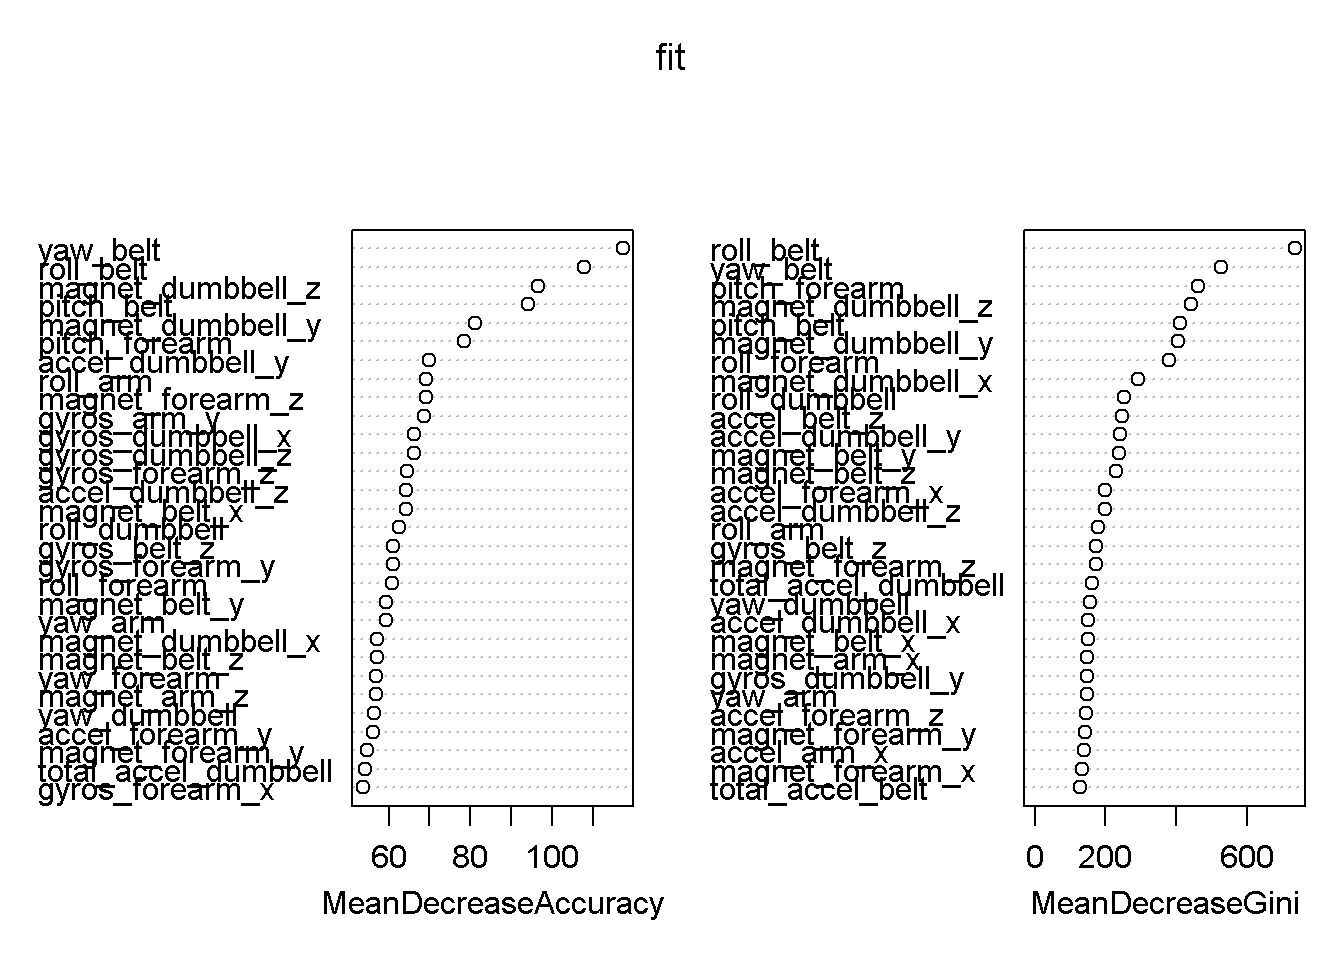 fit
yaw_belt
roll_belt
magnet_dumbbell_z
pitch_belt
magnet_dumbbell_y
pitch_forearm
accel_dumbbell_y
roll_arm
magnet_forearm_z
gyros_arm_y
gyros_dumbbell_x
gyros_dumbbell_z
gyros_forearm_z
accel_dumbbell_z
magnet_belt_x
roll_dumbbell
gyros_belt_z
gyros_forearm_y
roll_forearm
magnet_belt_y
yaw_arm
magnet_dumbbell_x
magnet_belt_z
yaw_forearm
magnet_arm_z
yaw_dumbbell
accel_forearm_y
magnet_forearm_y
total_accel_dumbbell
gyros_forearm_x
60 80 100
MeanDecreaseAccuracy
roll_belt
yaw_belt
pitch_forearm
magnet_dumbbell_z
pitch_belt
magnet_dumbbell_y
roll_forearm
magnet_dumbbell_x
roll_dumbbell
accel_belt_z
accel_dumbbell_y
magnet_belt_y
magnet_belt_z
accel_forearm_x
accel_dumbbell_z
roll_arm
gyros_belt_z
magnet_forearm_z
total_accel_dumbbell
yaw_dumbbell
accel_dumbbell_x
magnet_belt_x
magnet_arm_x
gyros_dumbbell_y
yaw_arm
accel_forearm_z
magnet_forearm_y
accel_arm_x
magnet_forearm_x
total_accel_belt
0 200 600
MeanDecreaseGini